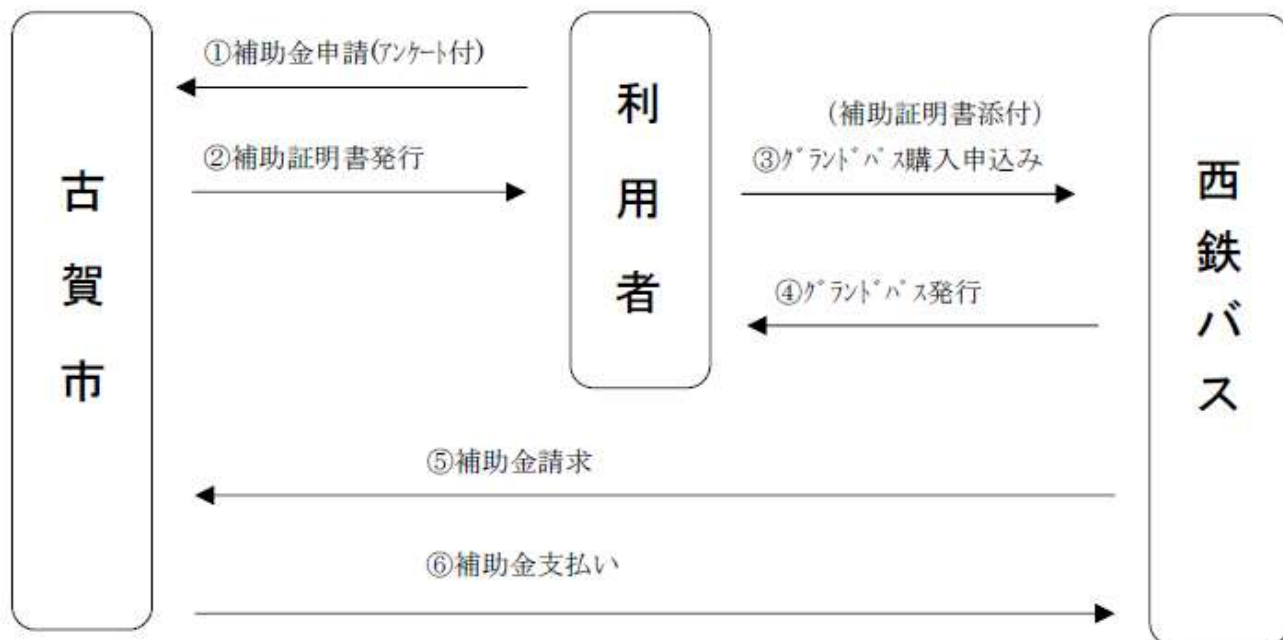 古賀市
①補助金申請(ｱﾝｹｰﾄ付)
②補助証明書発行
利用者
(補助証明書添付)
③ｸﾞﾗﾝﾄﾞﾊﾟｽ購入申込み
④ｸﾞﾗﾝﾄﾞﾊﾟｽ発行
西鉄バス
⑤補助金請求
⑥補助金支払い